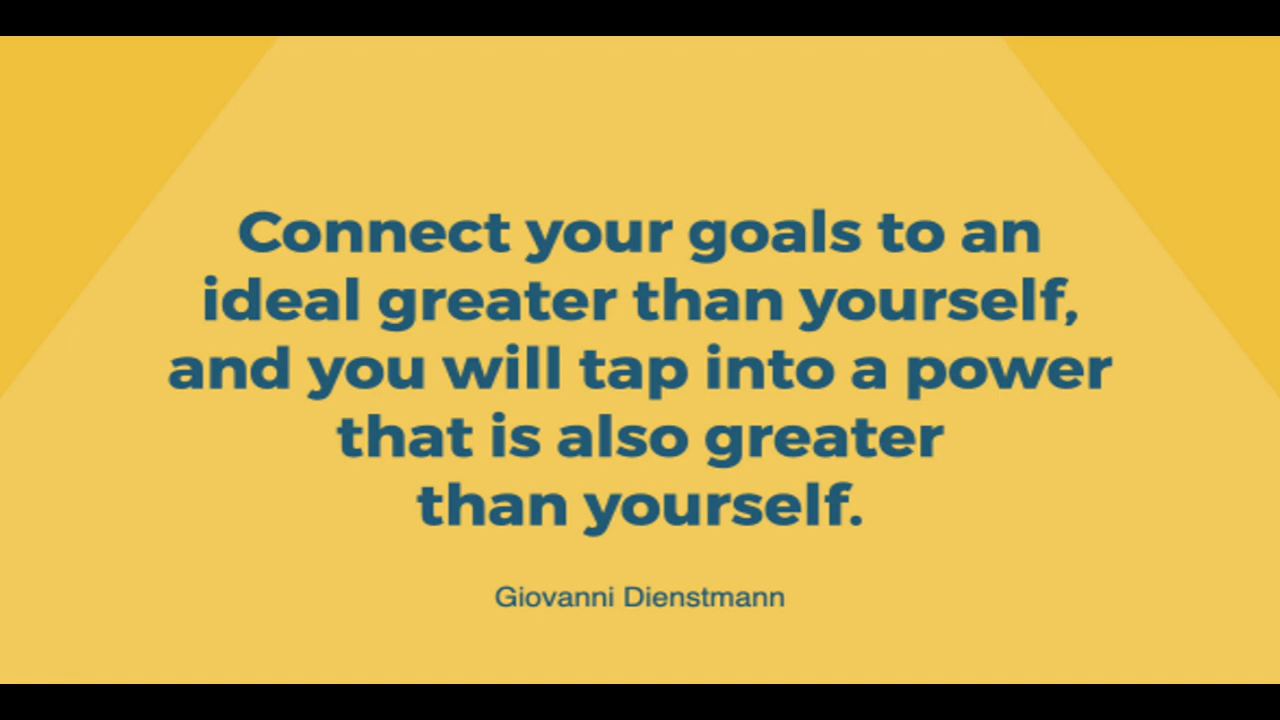 Connect your goals to an
ideal greater than yourself,
and you will tap into a power
that is also greater
than yourself.
Giovanni Dienstmann